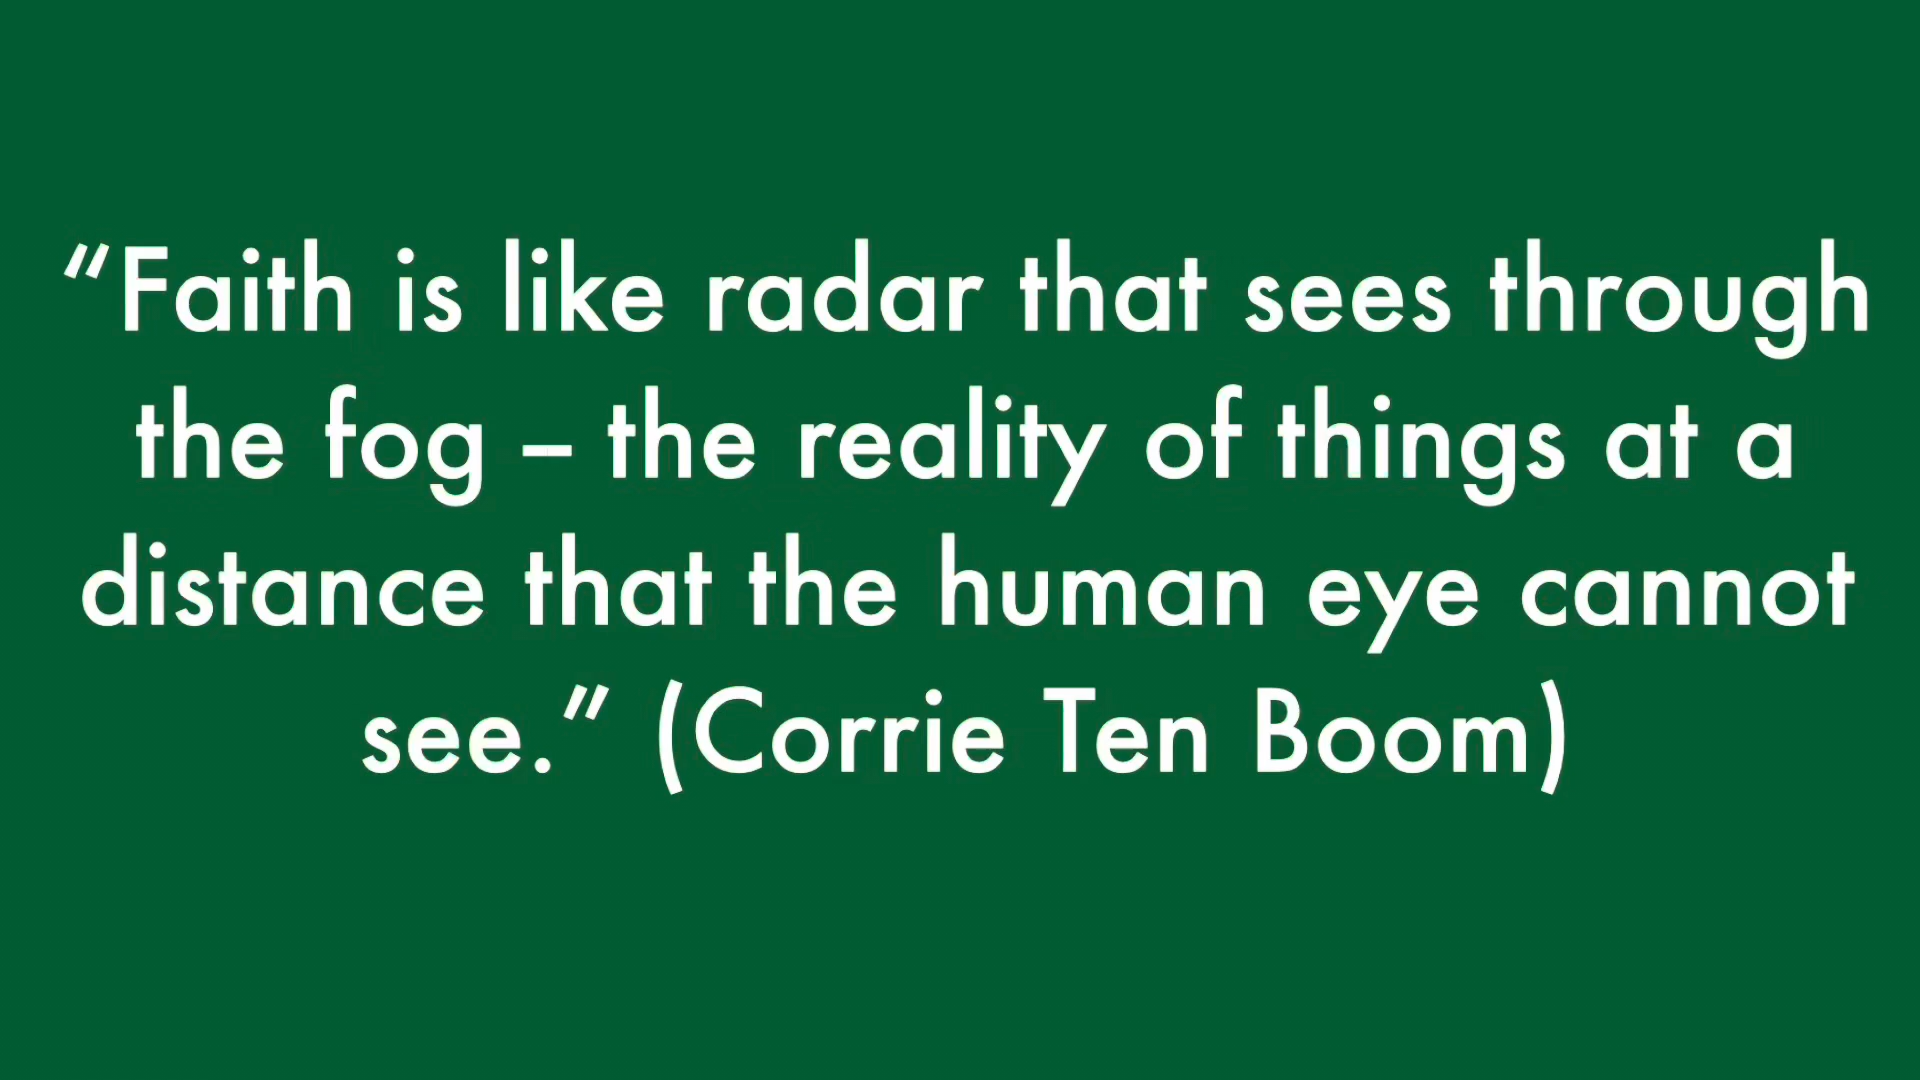 “Faith is like radar that sees through
the fog – the reality of things at a
distance that the human eye cannot
see.” (Corrie Ten Boom)